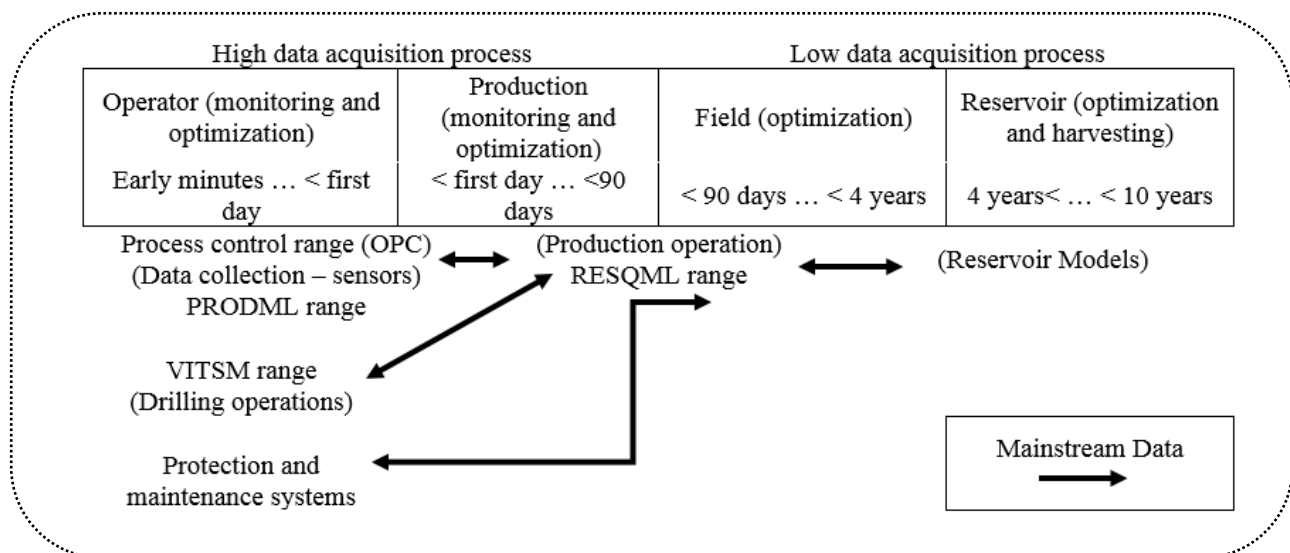 High data acquisition process
Low data acquisition process
Operator (monitoring and
optimization)
Production
(monitoring and
optimization)
Field (optimization)
Reservoir (optimization
and harvesting)
Early minutes … < first
day
< first day … <90
days
< 90 days … < 4 years
4 years< … < 10 years
Process control range (OPC)
(Data collection – sensors)
PRODML range
(Production operation)
RESQML range
(Reservoir Models)
VITSM range
(Drilling operations)
Protection and
maintenance systems
Mainstream Data